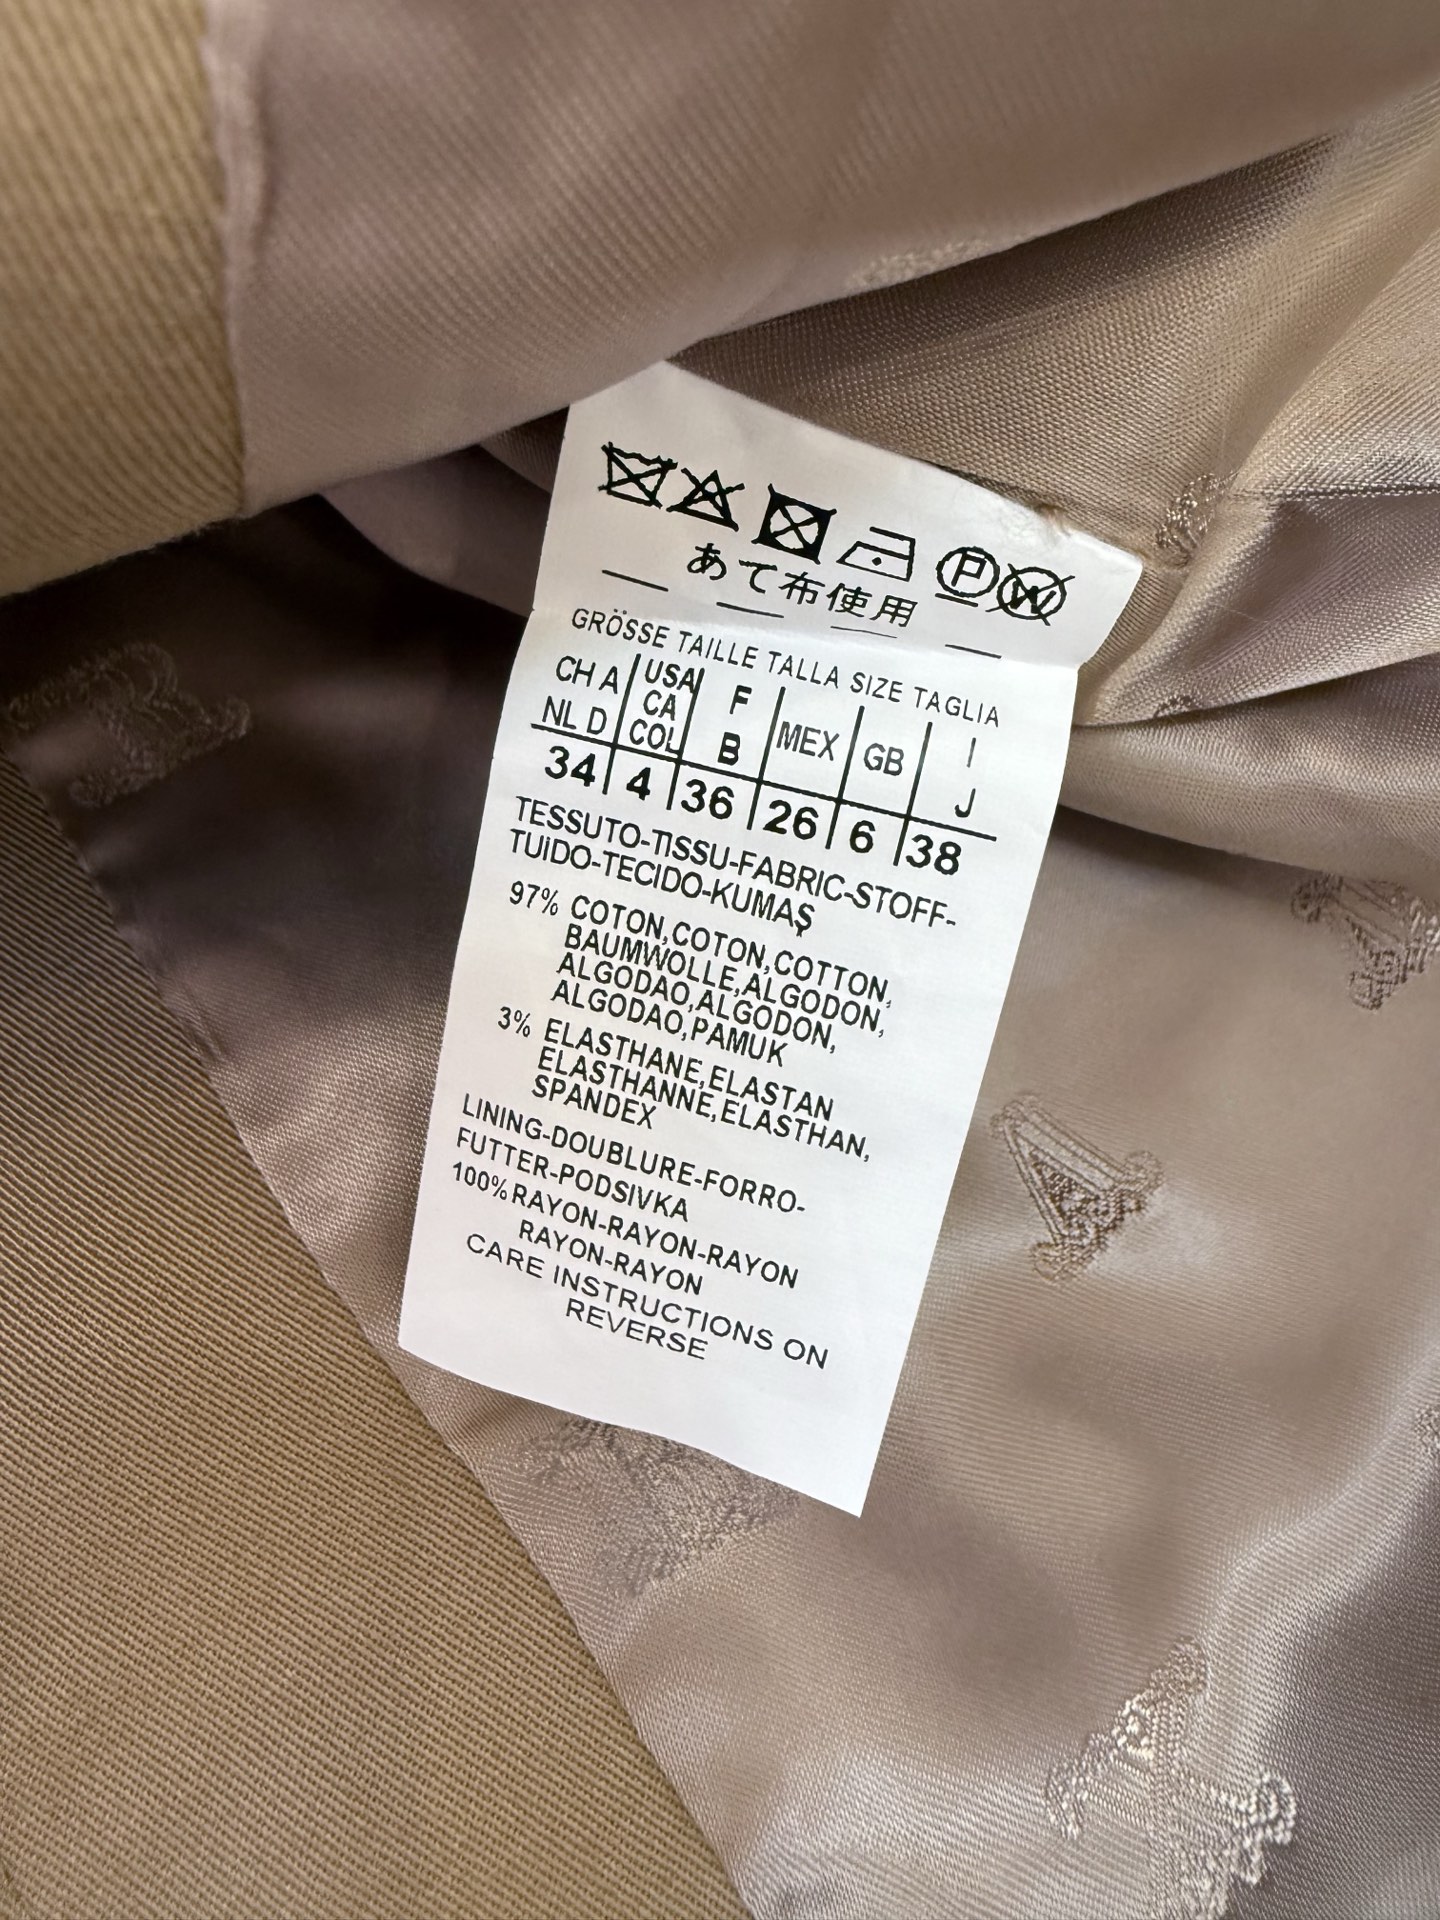 P W
あて布使用
GRÖSSE TAILLE TALLA SIZE TAGLIA
CH A NL D USA CA COL F B MEX GB I J
34 4 36 26 6 38
TESSUTO-TISSU-FABRIC-STOFF-
TUiDO-TECIDO-KUMAŞ
97% COTON,COTON,COTTON,
BAUMWOLLE,ALGODON,
ALGODAO,ALGODON,
ALGODAO,PAMUK
3% ELASTHANE,ELASTAN
ELASTHANNE,ELASTHAN,
SPANDEX
LINING-DOUBLURE-FORRO-
FUTTER-PODSIVKA
100% RAYON-RAYON-RAYON
RAYON-RAYON
CARE INSTRUCTIONS ON
REVERSE